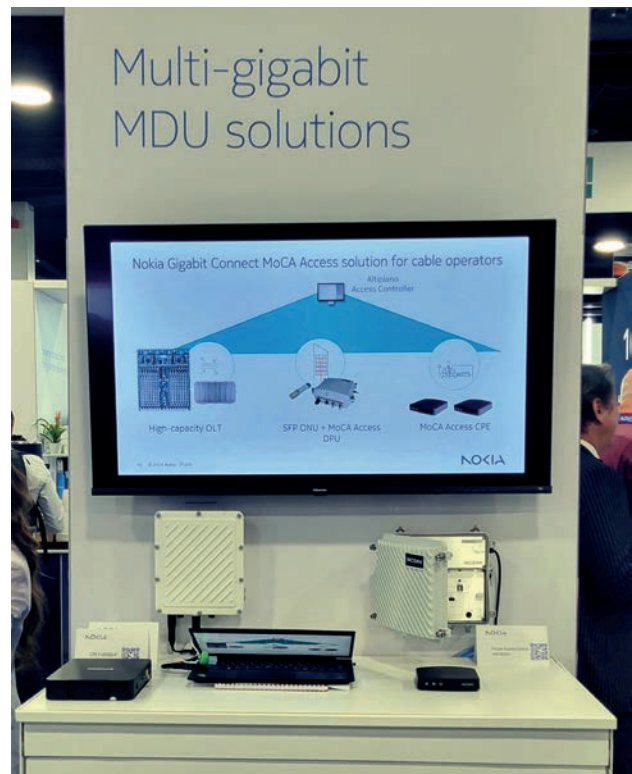 Multi-gigabit
MDU solutions
Nokia Gigabit Connect MoCA Access solution for cable operators
Altiplano
Access Controller
High-capacity OLT
SFP ONU + MoCA Access
DPU
MoCA Access CPE
NOKIA
NOKIA
NOKIA